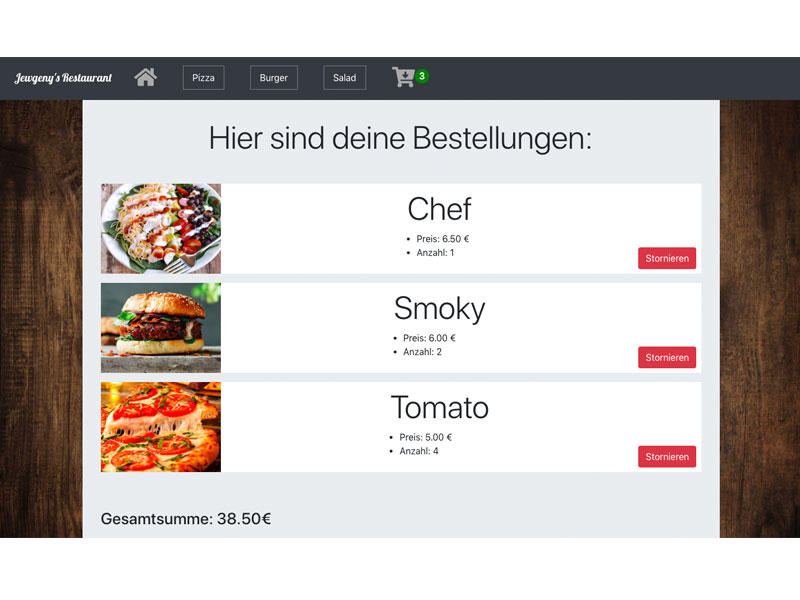 Jewgeny's Restaurant Pizza Burger Salad 3
Hier sind deine Bestellungen:
Chef
• Preis: 6.50 €
• Anzahl: 1
Stornieren
Smoky
• Preis: 6.00 €
• Anzahl: 2
Stornieren
Tomato
• Preis: 5.00 €
• Anzahl: 4
Stornieren
Gesamtsumme: 38.50€